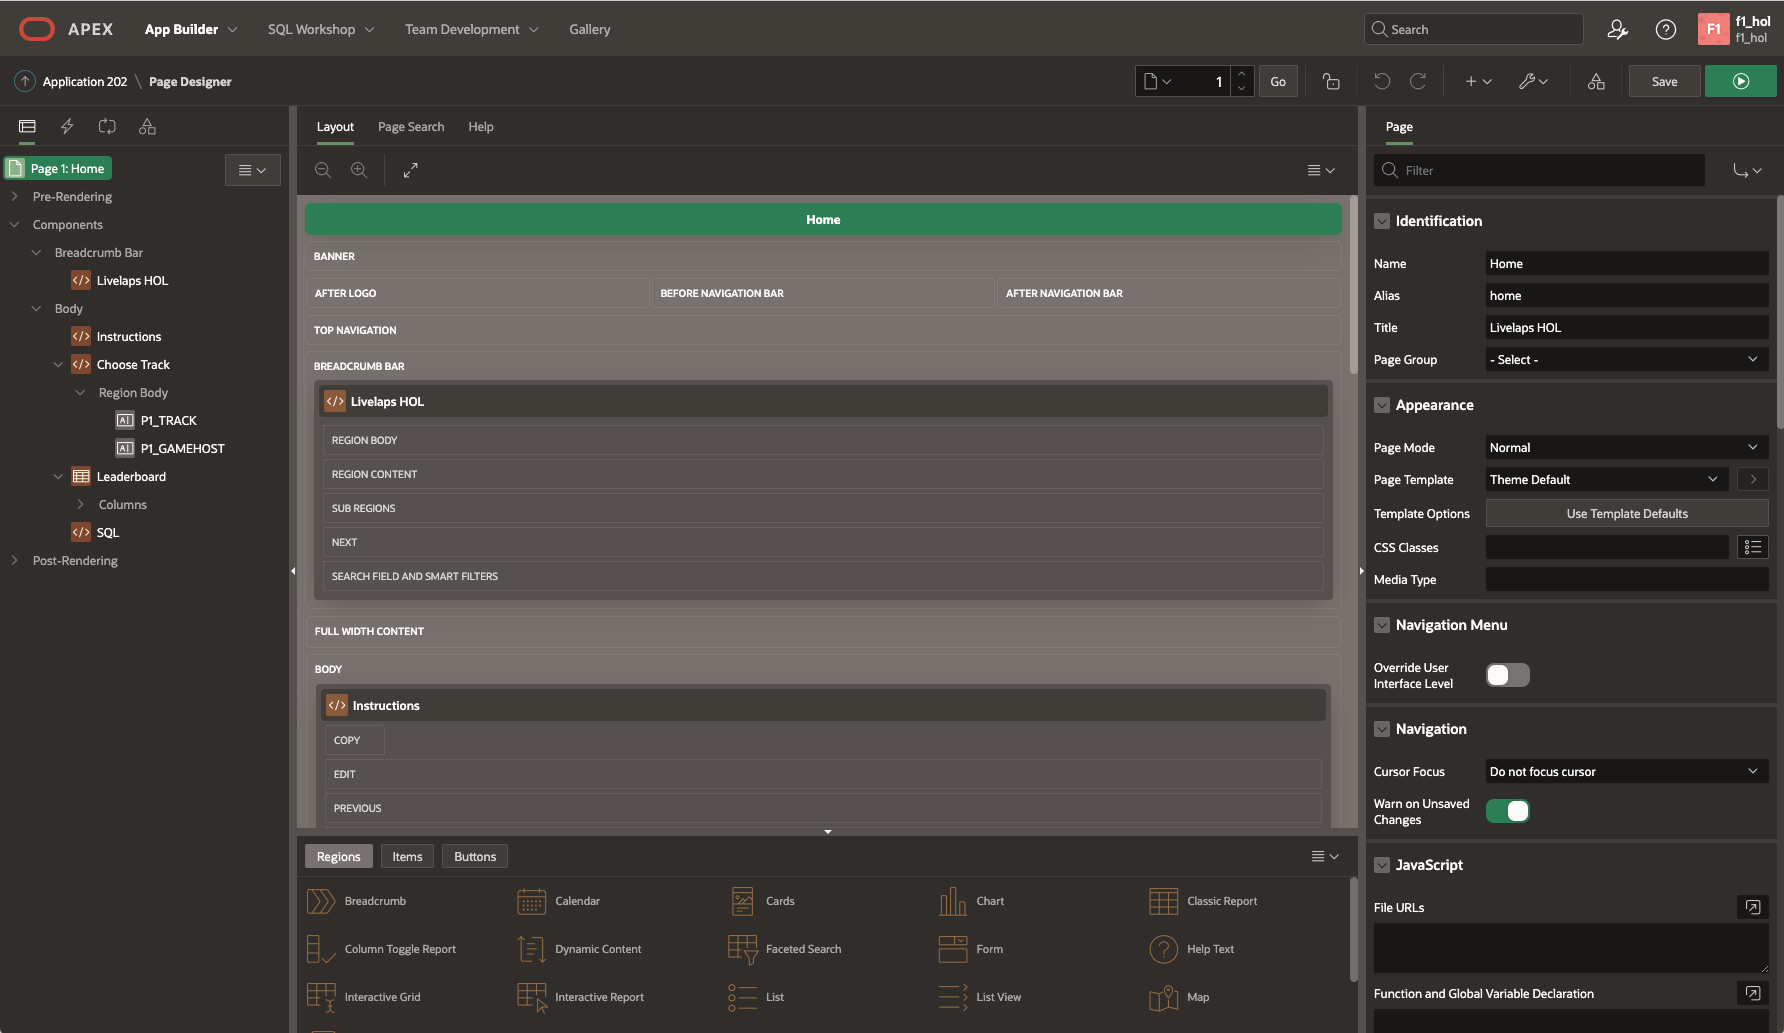 APEX App Builder SQL Workshop Team Development Gallery Search F1 f1_hol
f1_hol
Application 202 \ Page Designer 1 Go Save
Layout Page Search Help
Page
Page 1: Home
Pre-Rendering
Components
Breadcrumb Bar
Livelaps HOL
Body
Instructions
Choose Track
Region Body
P1_TRACK
P1_GAMEHOST
Leaderboard
Columns
SQL
Post-Rendering
Home
BANNER
AFTER LOGO BEFORE NAVIGATION BAR AFTER NAVIGATION BAR
TOP NAVIGATION
BREADCRUMB BAR
Livelaps HOL
REGION BODY
REGION CONTENT
SUB REGIONS
NEXT
SEARCH FIELD AND SMART FILTERS
FULL WIDTH CONTENT
BODY
Instructions
COPY
EDIT
PREVIOUS
Regions Items Buttons
Breadcrumb Calendar Cards Chart Classic Report
Column Toggle Report Dynamic Content Faceted Search Form Help Text
Interactive Grid Interactive Report List List View Map
Filter
Identification
Name Home
Alias home
Title Livelaps HOL
Page Group - Select -
Appearance
Page Mode Normal
Page Template Theme Default
Template Options Use Template Defaults
CSS Classes
Media Type
Navigation Menu
Override User
Interface Level
Navigation
Cursor Focus Do not focus cursor
Warn on Unsaved
Changes
JavaScript
File URLs
Function and Global Variable Declaration